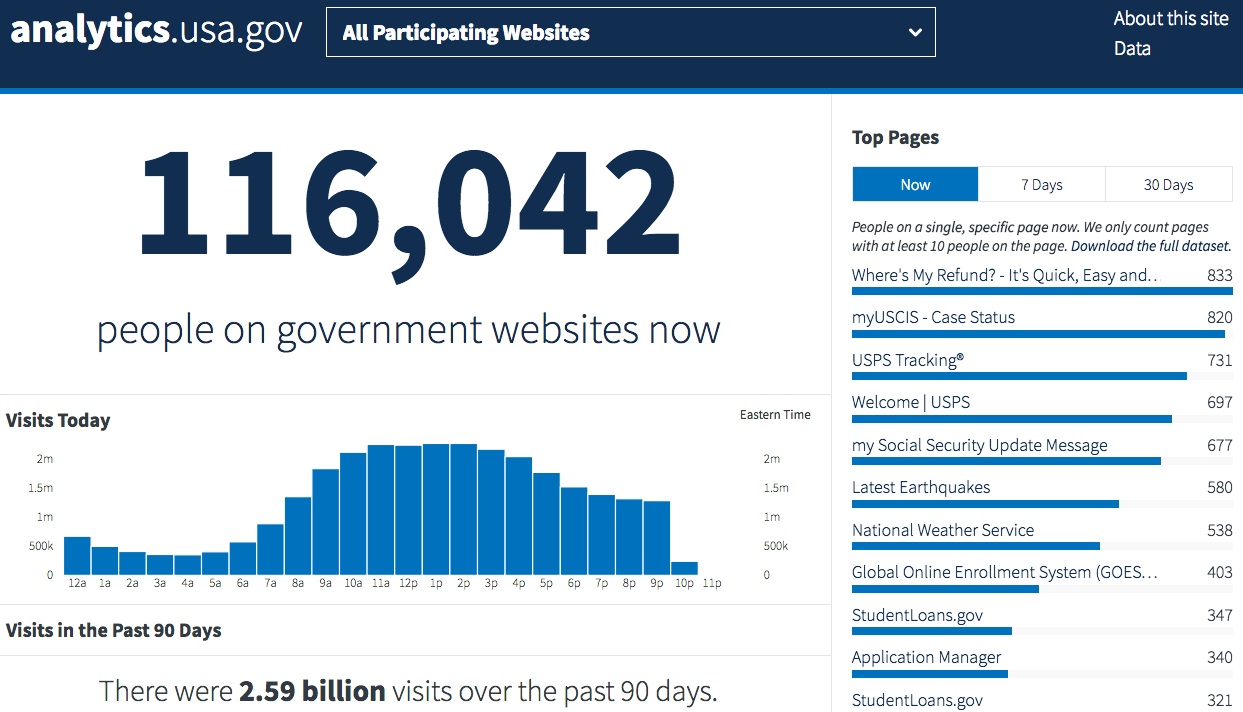 analytics.usa.gov
All Participating Websites
About this site
Data
116,042
people on government websites now
Visits Today
Eastern Time
2m
1.5m
1m
500k
0
2m
1.5m
1m
500k
0
12a 1a 2a 3a 4a 5a 6a 7a 8a 9a 10a 11a 12p 1p 2p 3p 4p 5p 6p 7p 8p 9p 10p 11p
Visits in the Past 90 Days
There were 2.59 billion visits over the past 90 days.
Top Pages
Now 7 Days 30 Days
People on a single, specific page now. We only count pages
with at least 10 people on the page. Download the full dataset.
Where's My Refund? - It's Quick, Easy and... 833
myUSCIS - Case Status 820
USPS Tracking® 731
Welcome | USPS 697
my Social Security Update Message 677
Latest Earthquakes 580
National Weather Service 538
Global Online Enrollment System (GOES... 403
StudentLoans.gov 347
Application Manager 340
StudentLoans.gov 321